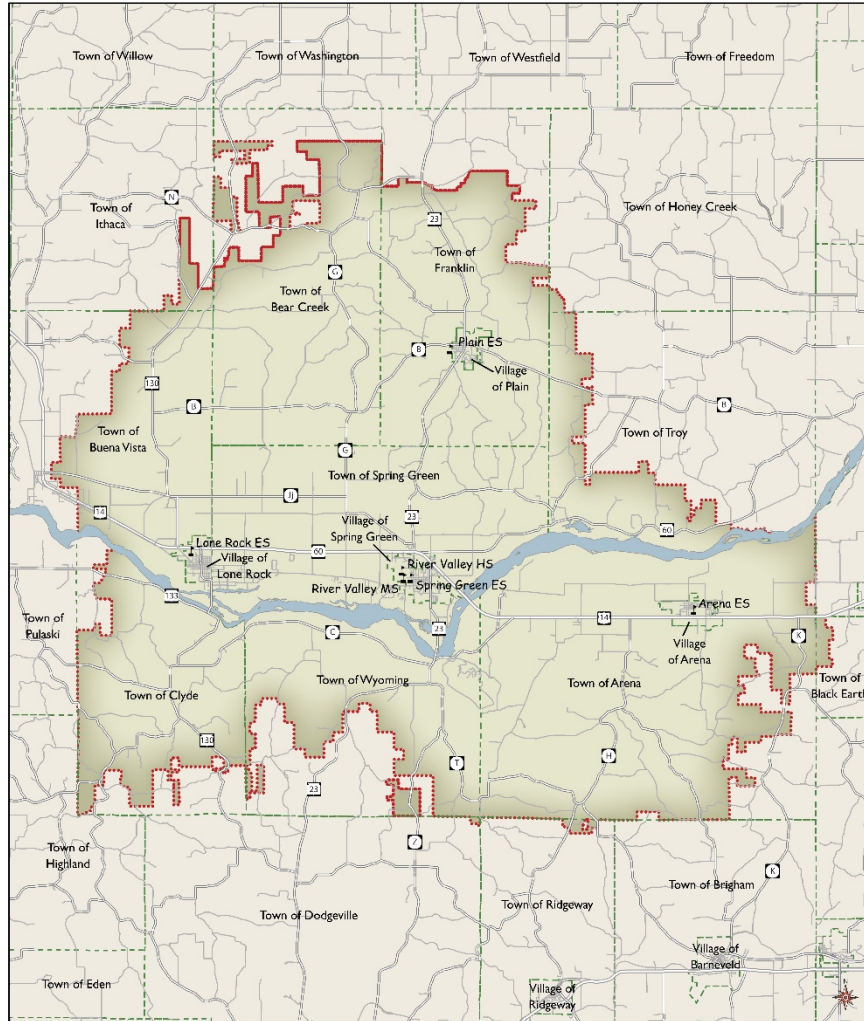 Town of Willow
Town of Washington
Town of Westfield
Town of Freedom
N
Town of
Ithaca
Town of Honey Creek
23
Town of
Franklin
G
Town of
Bear Creek
Plain ES
B
Village
of Plain
130
B
B
Town of
Buena Vista
Town of Troy
G
Town of Spring Green
JJ
14
23
Village of
Spring Green
60
Lone Rock ES
60
Village of
Lone Rock
River Valley HS
River Valley MS
Spring Green ES
133
Arena ES
Town of
Pulaski
C
23
14
Village
of Arena
K
Town of Wyoming
Town of Clyde
Town of Arena
Town of
Black Earth
130
T
H
23
Z
Town of
Highland
K
Town of Brigham
Town of Dodgeville
Town of Ridgeway
Village of
Barneveld
Town of Eden
Village of
Ridgeway